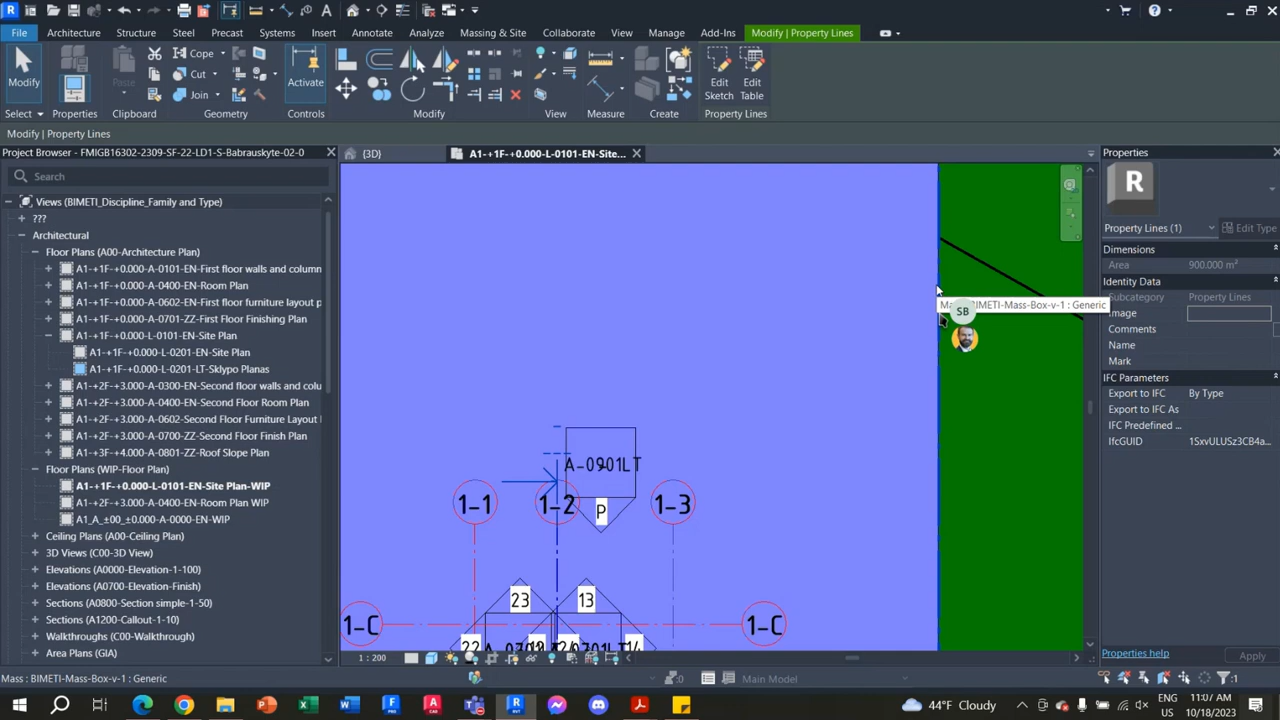 File Architecture Structure Steel Precast Systems Insert Annotate Analyze Massing & Site Collaborate View Manage Add-Ins Modify | Property Lines
Modify
Paste
Cope
Cut
Join
Activate
Edit Sketch
Edit Table
Select Properties Clipboard Geometry Controls Modify View Measure Create Property Lines
Modify | Property Lines
Project Browser - FMIGB16302-2309-SF-22-LD1-S-Babrauskyte-02-0
{3D}
A1-+1F-+0.000-L-0101-EN-Site...
Properties
Search
Views (BIMETI_Discipline_Family and Type)
???
Architectural
Floor Plans (A00-Architecture Plan)
A1-+1F-+0.000-A-0101-EN-First floor walls and column
A1-+1F-+0.000-A-0400-EN-Room Plan
A1-+1F-+0.000-A-0602-EN-First floor furniture layout p
A1-+1F-+0.000-A-0701-ZZ-First Floor Finishing Plan
A1-+1F-+0.000-L-0101-EN-Site Plan
A1-+1F-+0.000-L-0201-EN-Site Plan
A1-+1F-+0.000-L-0201-LT-Sklypo Planas
A1-+2F-+3.000-A-0300-EN-Second floor walls and colu
A1-+2F-+3.000-A-0400-EN-Second Floor Room Plan
A1-+2F-+3.000-A-0602-Second Floor Furniture Layout
A1-+2F-+3.000-A-0700-ZZ-Second Floor Finish Plan
A1-+3F-+4.000-A-0801-ZZ-Roof Slope Plan
Floor Plans (WIP-Floor Plan)
A1-+1F-+0.000-L-0101-EN-Site Plan-WIP
A1-+2F-+3.000-A-0400-EN-Room Plan WIP
A1_A_±00_±0.000-A-0000-EN-WIP
Ceiling Plans (A00-Ceiling Plan)
3D Views (C00-3D View)
Elevations (A0000-Elevation-1-100)
Elevations (A0700-Elevation-Finish)
Sections (A0800-Section simple-1-50)
Sections (A1200-Callout-1-10)
Walkthroughs (C00-Walkthrough)
Area Plans (GIA)
BIMETI-Mass-Box-v-1 : Generic
SB
A-0901LT
1-1
1-2
P
1-3
23
13
1-C
1-C
22
14
R
Property Lines (1)
Edit Type
Dimensions
Area 900.000 m²
Identity Data
Subcategory Property Lines
Image
Comments
Name
Mark
IFC Parameters
Export to IFC By Type
Export to IFC As
IFC Predefined ...
IfcGUID 1SxvULUSz3CB4a...
Properties help
Apply
1 : 200
Mass : BIMETI-Mass-Box-v-1 : Generic
:0
Main Model
:1
44°F Cloudy
ENG
US
11:07 AM
10/18/2023